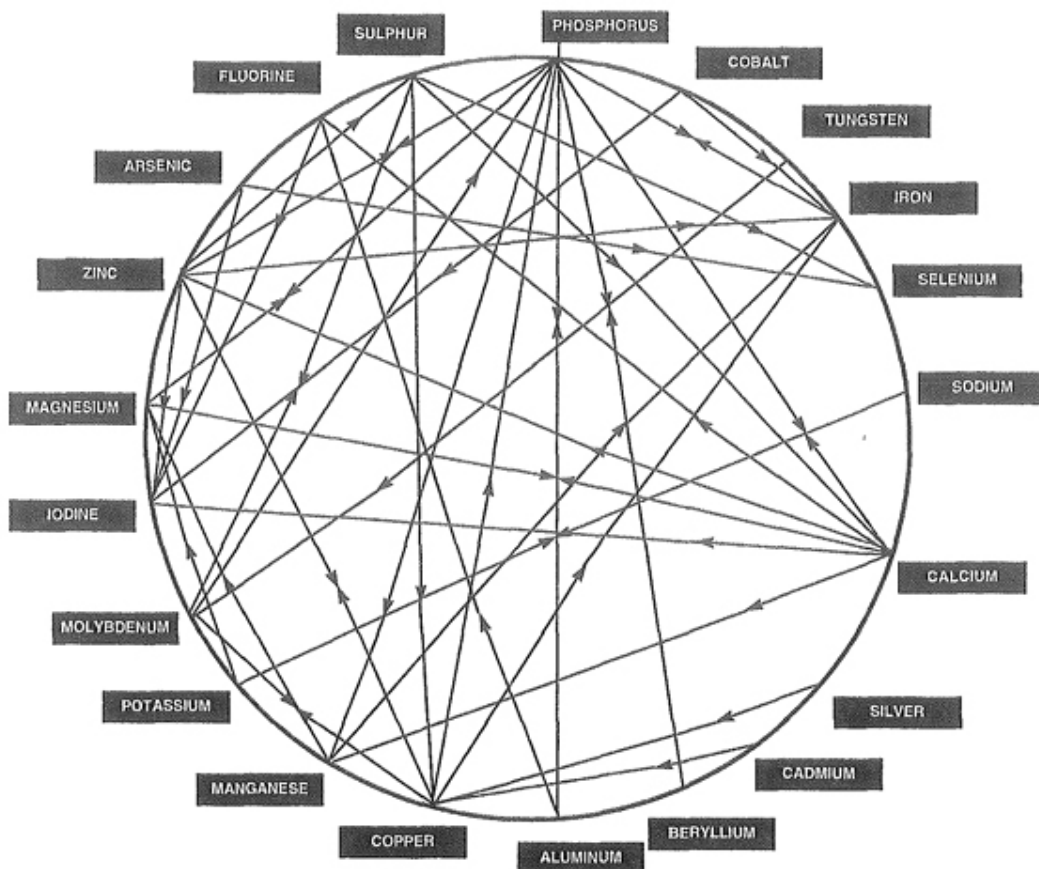 PHOSPHORUS
SULPHUR
COBALT
FLUORINE
TUNGSTEN
ARSENIC
IRON
ZINC
SELENIUM
SODIUM
MAGNESIUM
IODINE
CALCIUM
MOLYBDENUM
POTASSIUM
SILVER
CADMIUM
MANGANESE
BERYLLIUM
COPPER
ALUMINUM